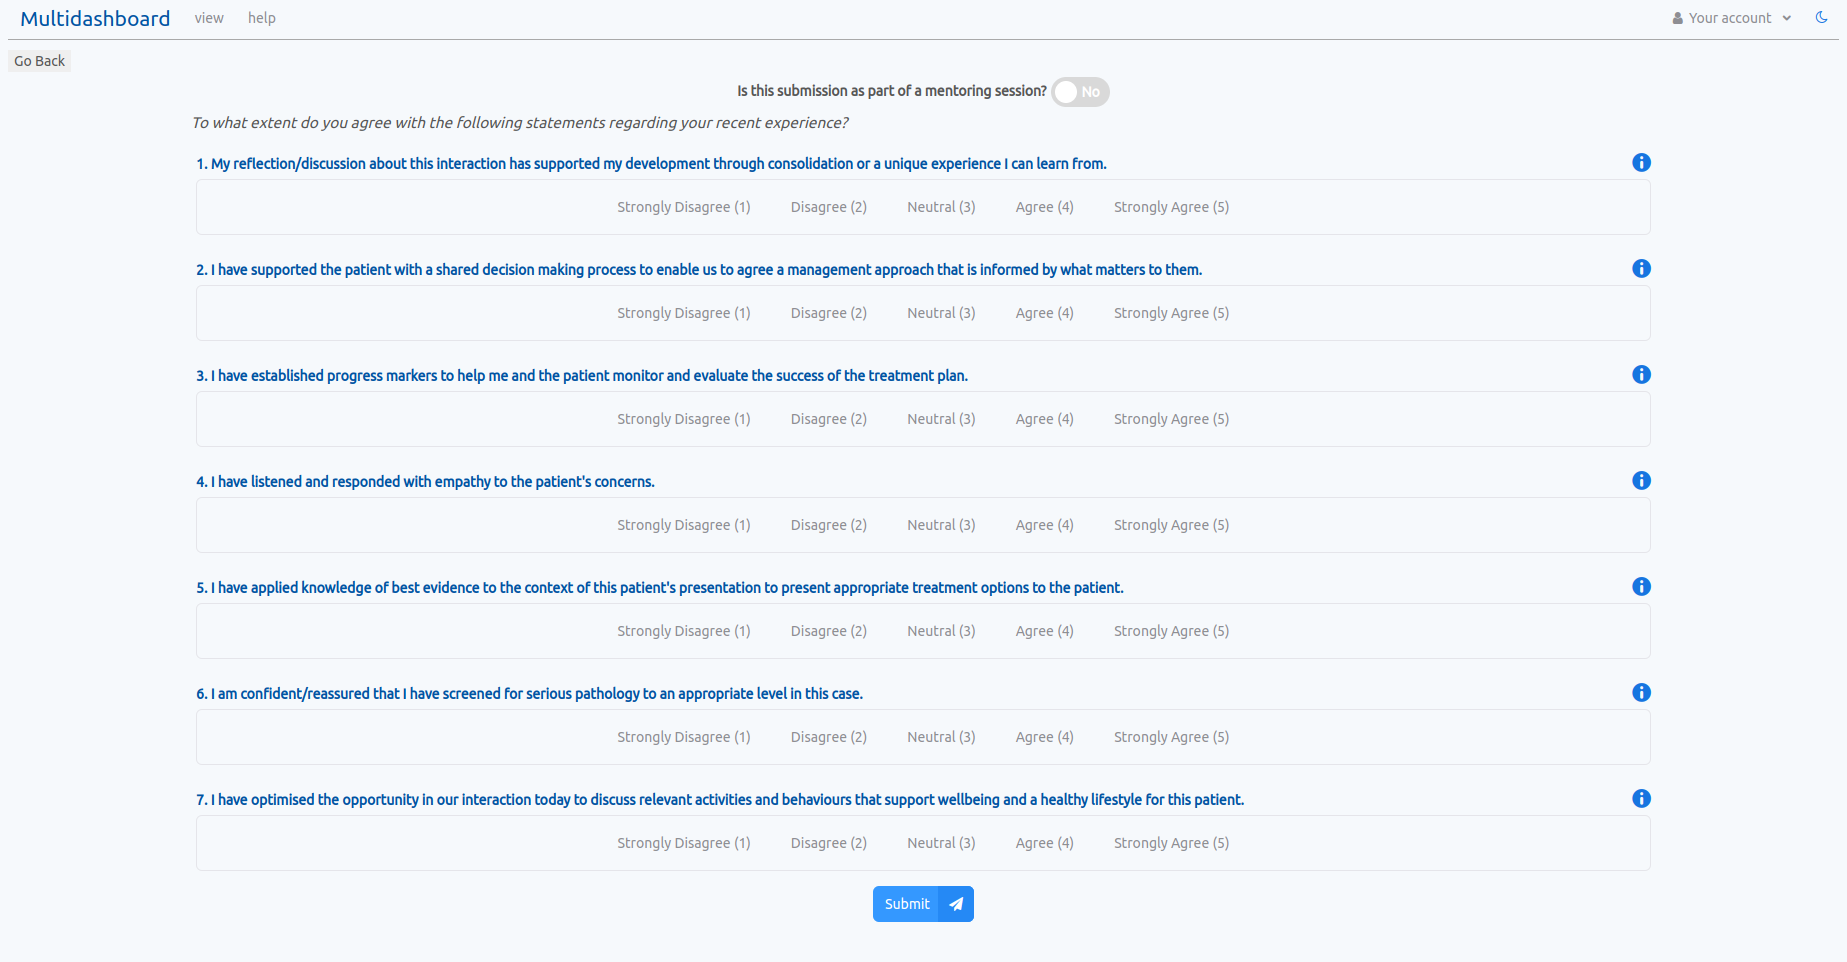 Multidashboard view help Your account
Go Back
Is this submission as part of a mentoring session? No
To what extent do you agree with the following statements regarding your recent experience?
1. My reflection/discussion about this interaction has supported my development through consolidation or a unique experience I can learn from.
Strongly Disagree (1) Disagree (2) Neutral (3) Agree (4) Strongly Agree (5)
2. I have supported the patient with a shared decision making process to enable us to agree a management approach that is informed by what matters to them.
Strongly Disagree (1) Disagree (2) Neutral (3) Agree (4) Strongly Agree (5)
3. I have established progress markers to help me and the patient monitor and evaluate the success of the treatment plan.
Strongly Disagree (1) Disagree (2) Neutral (3) Agree (4) Strongly Agree (5)
4. I have listened and responded with empathy to the patient's concerns.
Strongly Disagree (1) Disagree (2) Neutral (3) Agree (4) Strongly Agree (5)
5. I have applied knowledge of best evidence to the context of this patient's presentation to present appropriate treatment options to the patient.
Strongly Disagree (1) Disagree (2) Neutral (3) Agree (4) Strongly Agree (5)
6. I am confident/reassured that I have screened for serious pathology to an appropriate level in this case.
Strongly Disagree (1) Disagree (2) Neutral (3) Agree (4) Strongly Agree (5)
7. I have optimised the opportunity in our interaction today to discuss relevant activities and behaviours that support wellbeing and a healthy lifestyle for this patient.
Strongly Disagree (1) Disagree (2) Neutral (3) Agree (4) Strongly Agree (5)
Submit